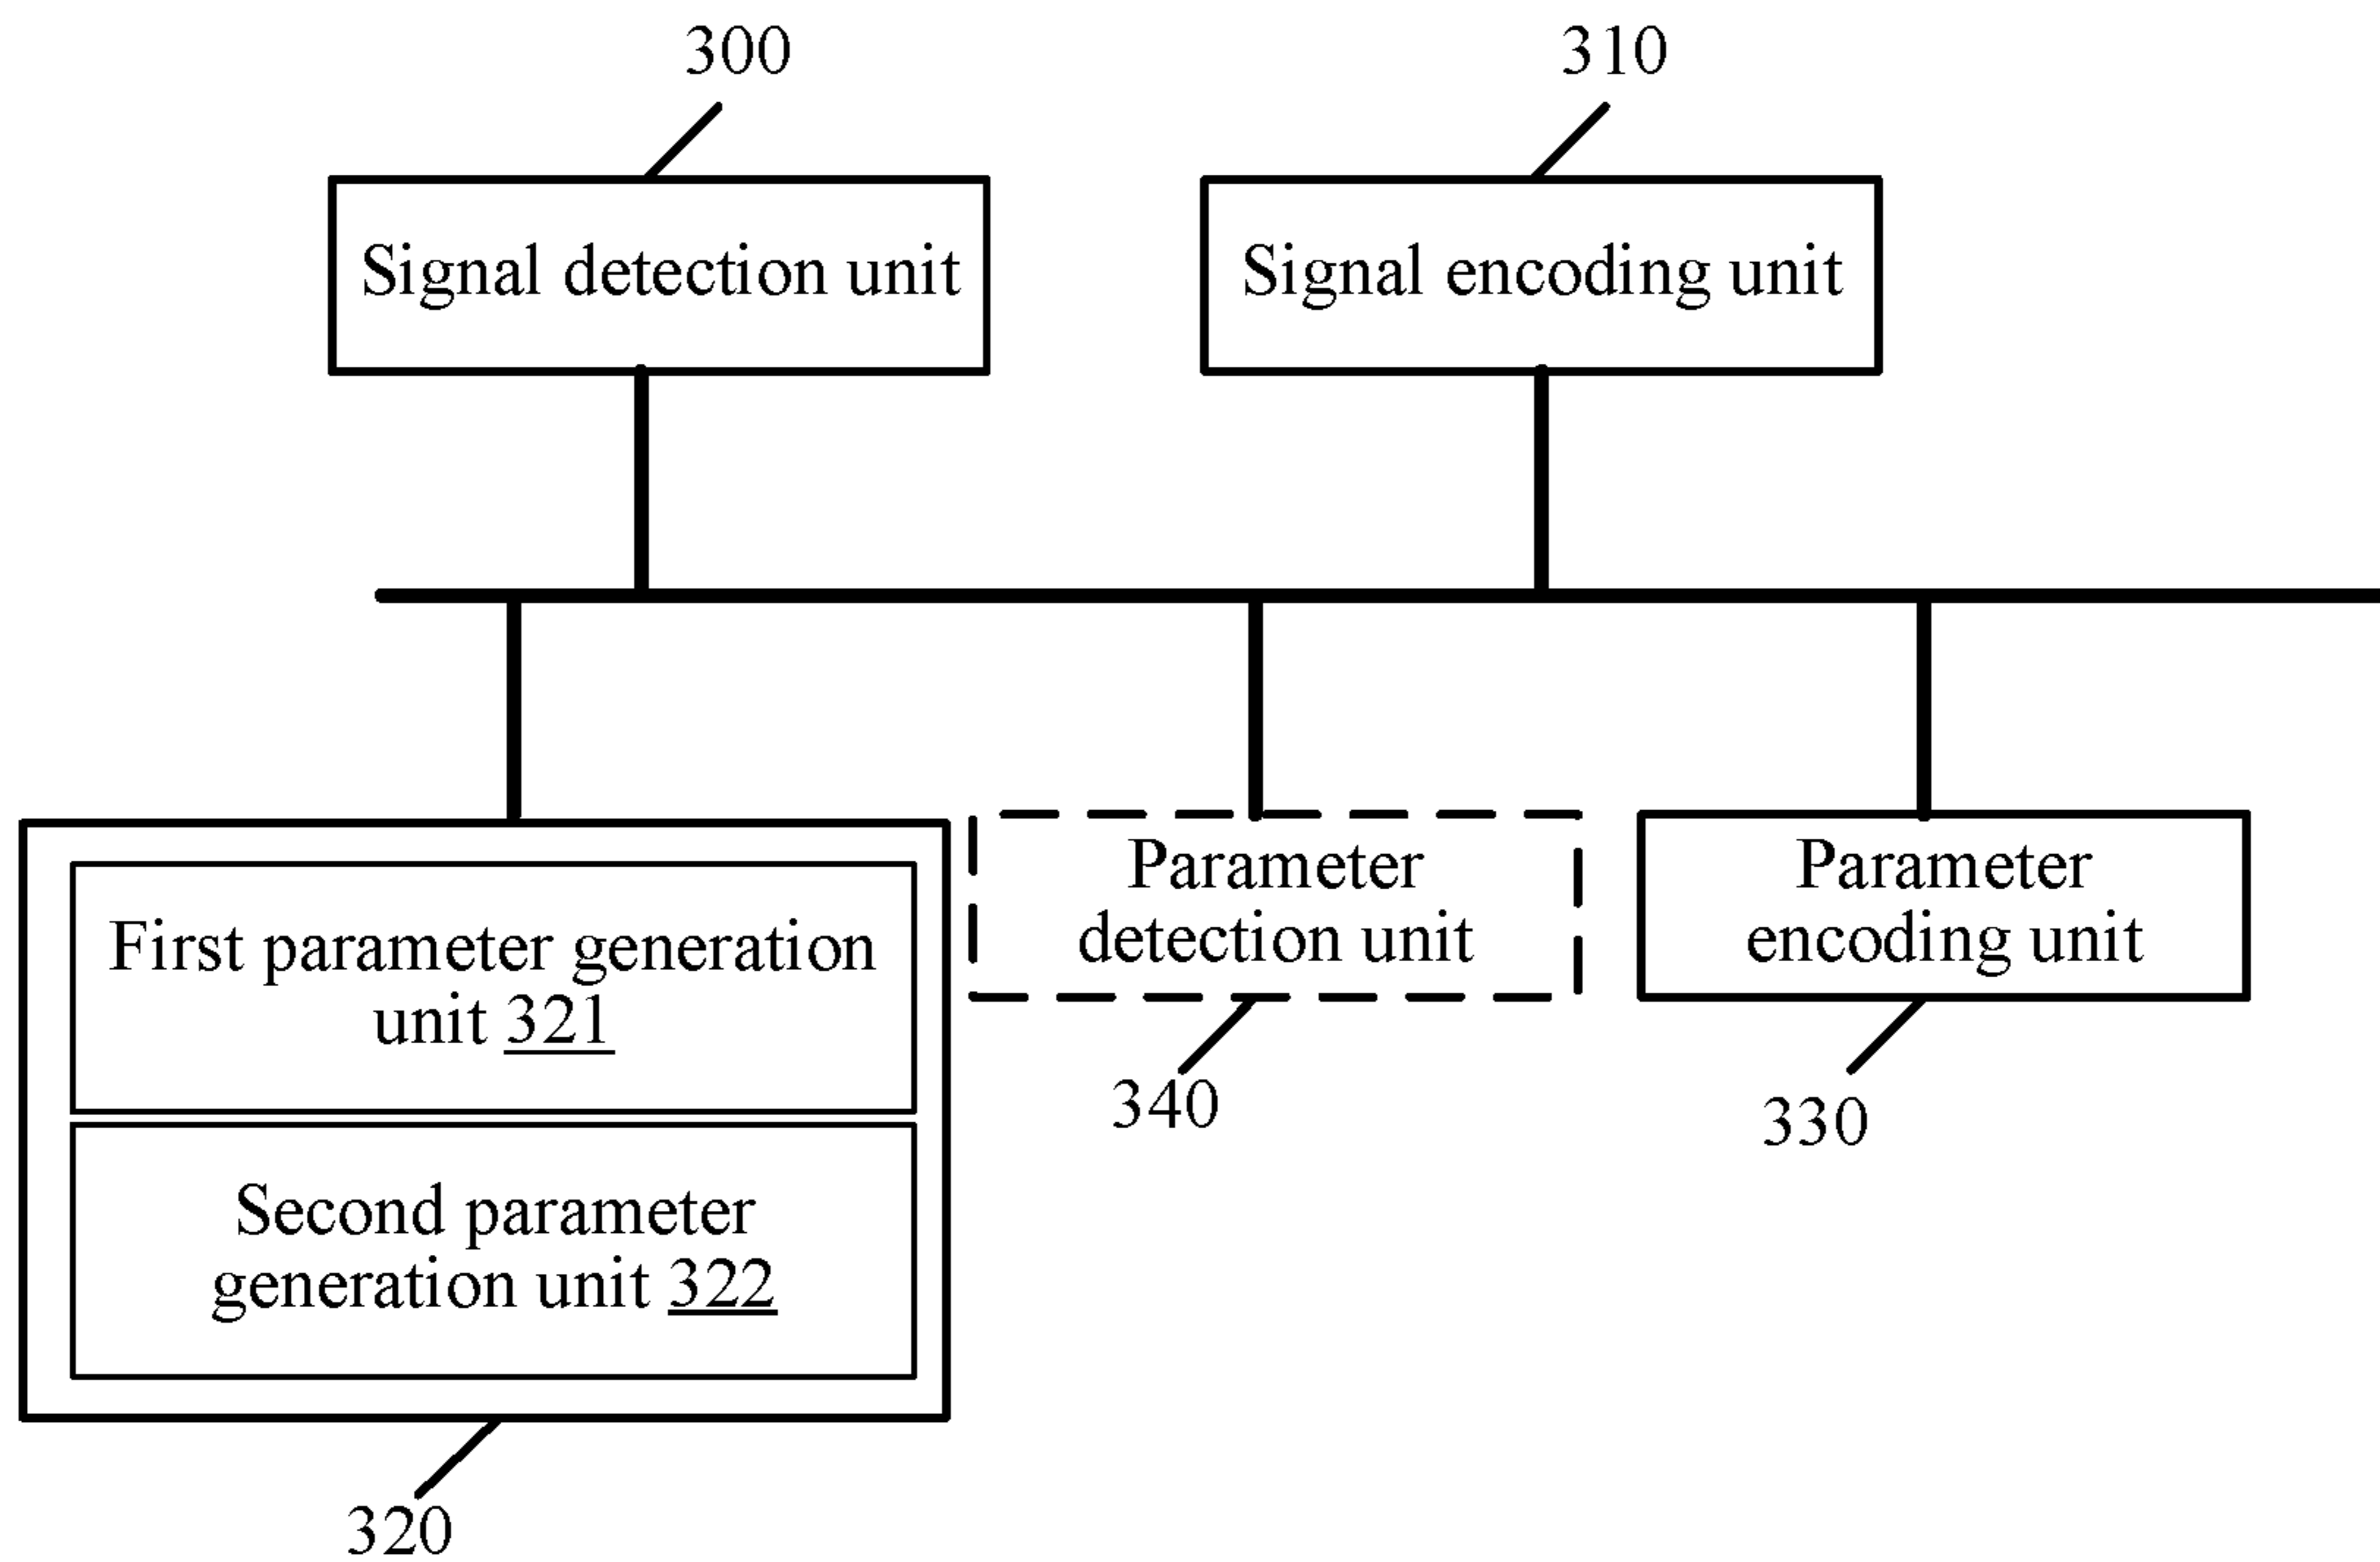 300
310
Signal detection unit
Signal encoding unit
First parameter generation
unit 321
Second parameter
generation unit 322
320
Parameter
detection unit
340
Parameter
encoding unit
330